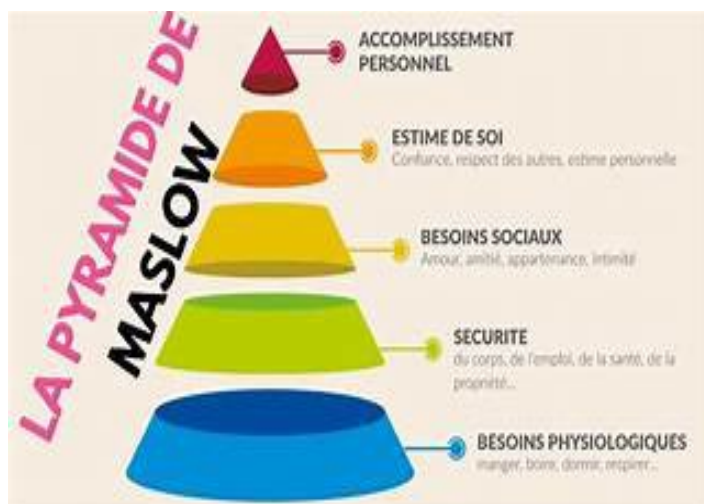 LA PYRAMIDE DE
MASLOW
ACCOMPLISSEMENT
PERSONNEL
ESTIME DE SOI
Confiance, respect des autres, estime personnelle
BESOINS SOCIAUX
Amour, amitié, appartenance, intimité
SECURITE
du corps, de l'emploi, de la santé, de la
propriété...
BESOINS PHYSIOLOGIQUES
manger, boire, dormir, respirer...